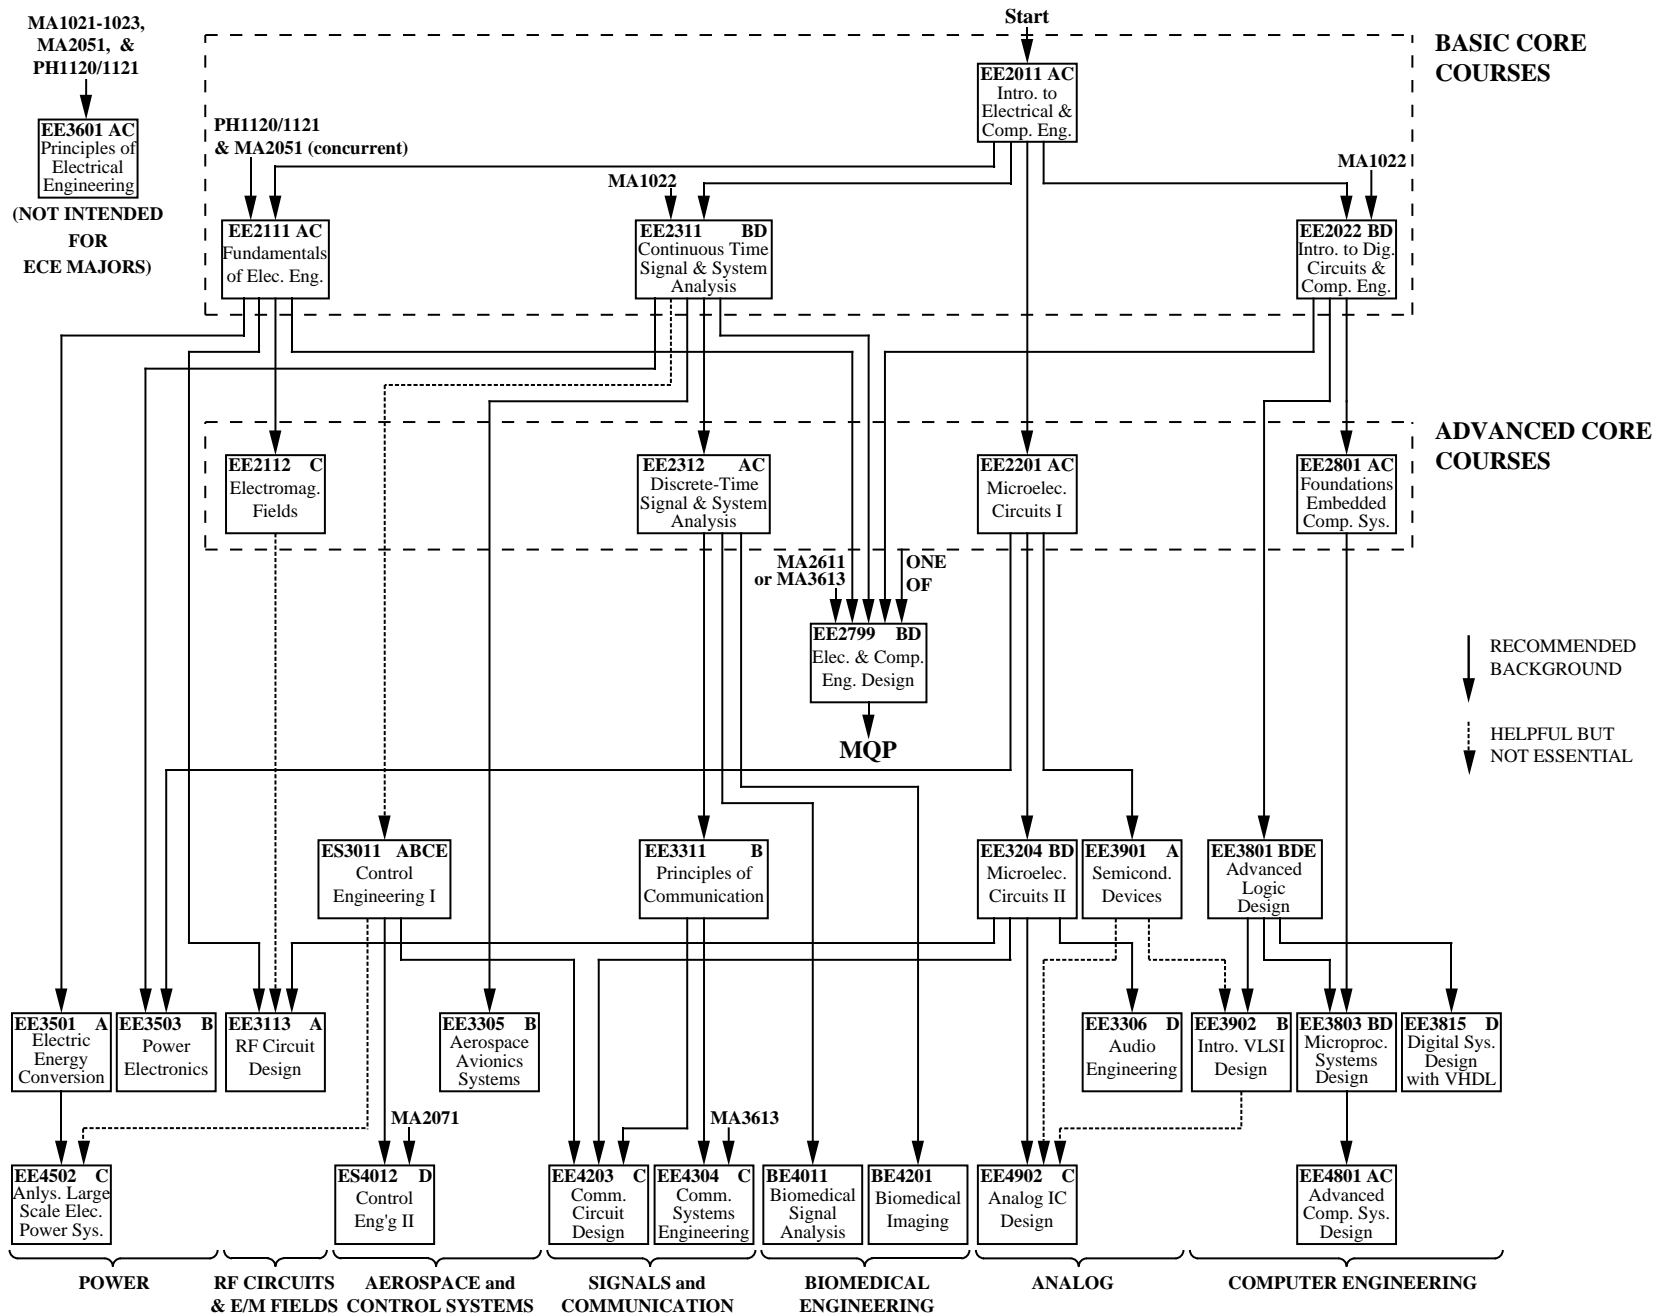 MA1021-1023,
MA2051, &
PH1120/1121
EE3601 AC
Principles of
Electrical
Engineering
(NOT INTENDED
FOR
ECE MAJORS)
Start
BASIC CORE
COURSES
EE2011 AC
Intro. to
Electrical &
Comp. Eng.
PH1120/1121
& MA2051 (concurrent)
MA1022
MA1022
EE2111 AC
Fundamentals
of Elec. Eng.
EE2311 BD
Continuous Time
Signal & System
Analysis
EE2022 BD
Intro. to Dig.
Circuits &
Comp. Eng.
ADVANCED CORE
COURSES
EE2112 C
Electromag.
Fields
EE2312 AC
Discrete-Time
Signal & System
Analysis
EE2201 AC
Microelec.
Circuits I
EE2801 AC
Foundations
Embedded
Comp. Sys.
MA2611
or MA3613
ONE
OF
EE2799 BD
Elec. & Comp.
Eng. Design
MQP
RECOMMENDED
BACKGROUND
HELPFUL BUT
NOT ESSENTIAL
ES3011 ABCE
Control
Engineering I
EE3311 B
Principles of
Communication
EE3204 BD
Microelec.
Circuits II
EE3901 A
Semicond.
Devices
EE3801 BDE
Advanced
Logic
Design
EE3501 A
Electric
Energy
Conversion
EE3503 B
Power
Electronics
EE3113 A
RF Circuit
Design
EE3305 B
Aerospace
Avionics
Systems
EE3306 D
Audio
Engineering
EE3902 B
Intro. VLSI
Design
EE3803 BD
Microproc.
Systems
Design
EE3815 D
Digital Sys.
Design
with VHDL
MA2071
MA3613
EE4502 C
Anlys. Large
Scale Elec.
Power Sys.
ES4012 D
Control
Eng'g II
EE4203 C
Comm.
Circuit
Design
EE4304 C
Comm.
Systems
Engineering
BE4011
Biomedical
Signal
Analysis
BE4201
Biomedical
Imaging
EE4902 C
Analog IC
Design
EE4801 AC
Advanced
Comp. Sys.
Design
POWER
RF CIRCUITS
& E/M FIELDS
AEROSPACE and
CONTROL SYSTEMS
SIGNALS and
COMMUNICATION
BIOMEDICAL
ENGINEERING
ANALOG
COMPUTER ENGINEERING